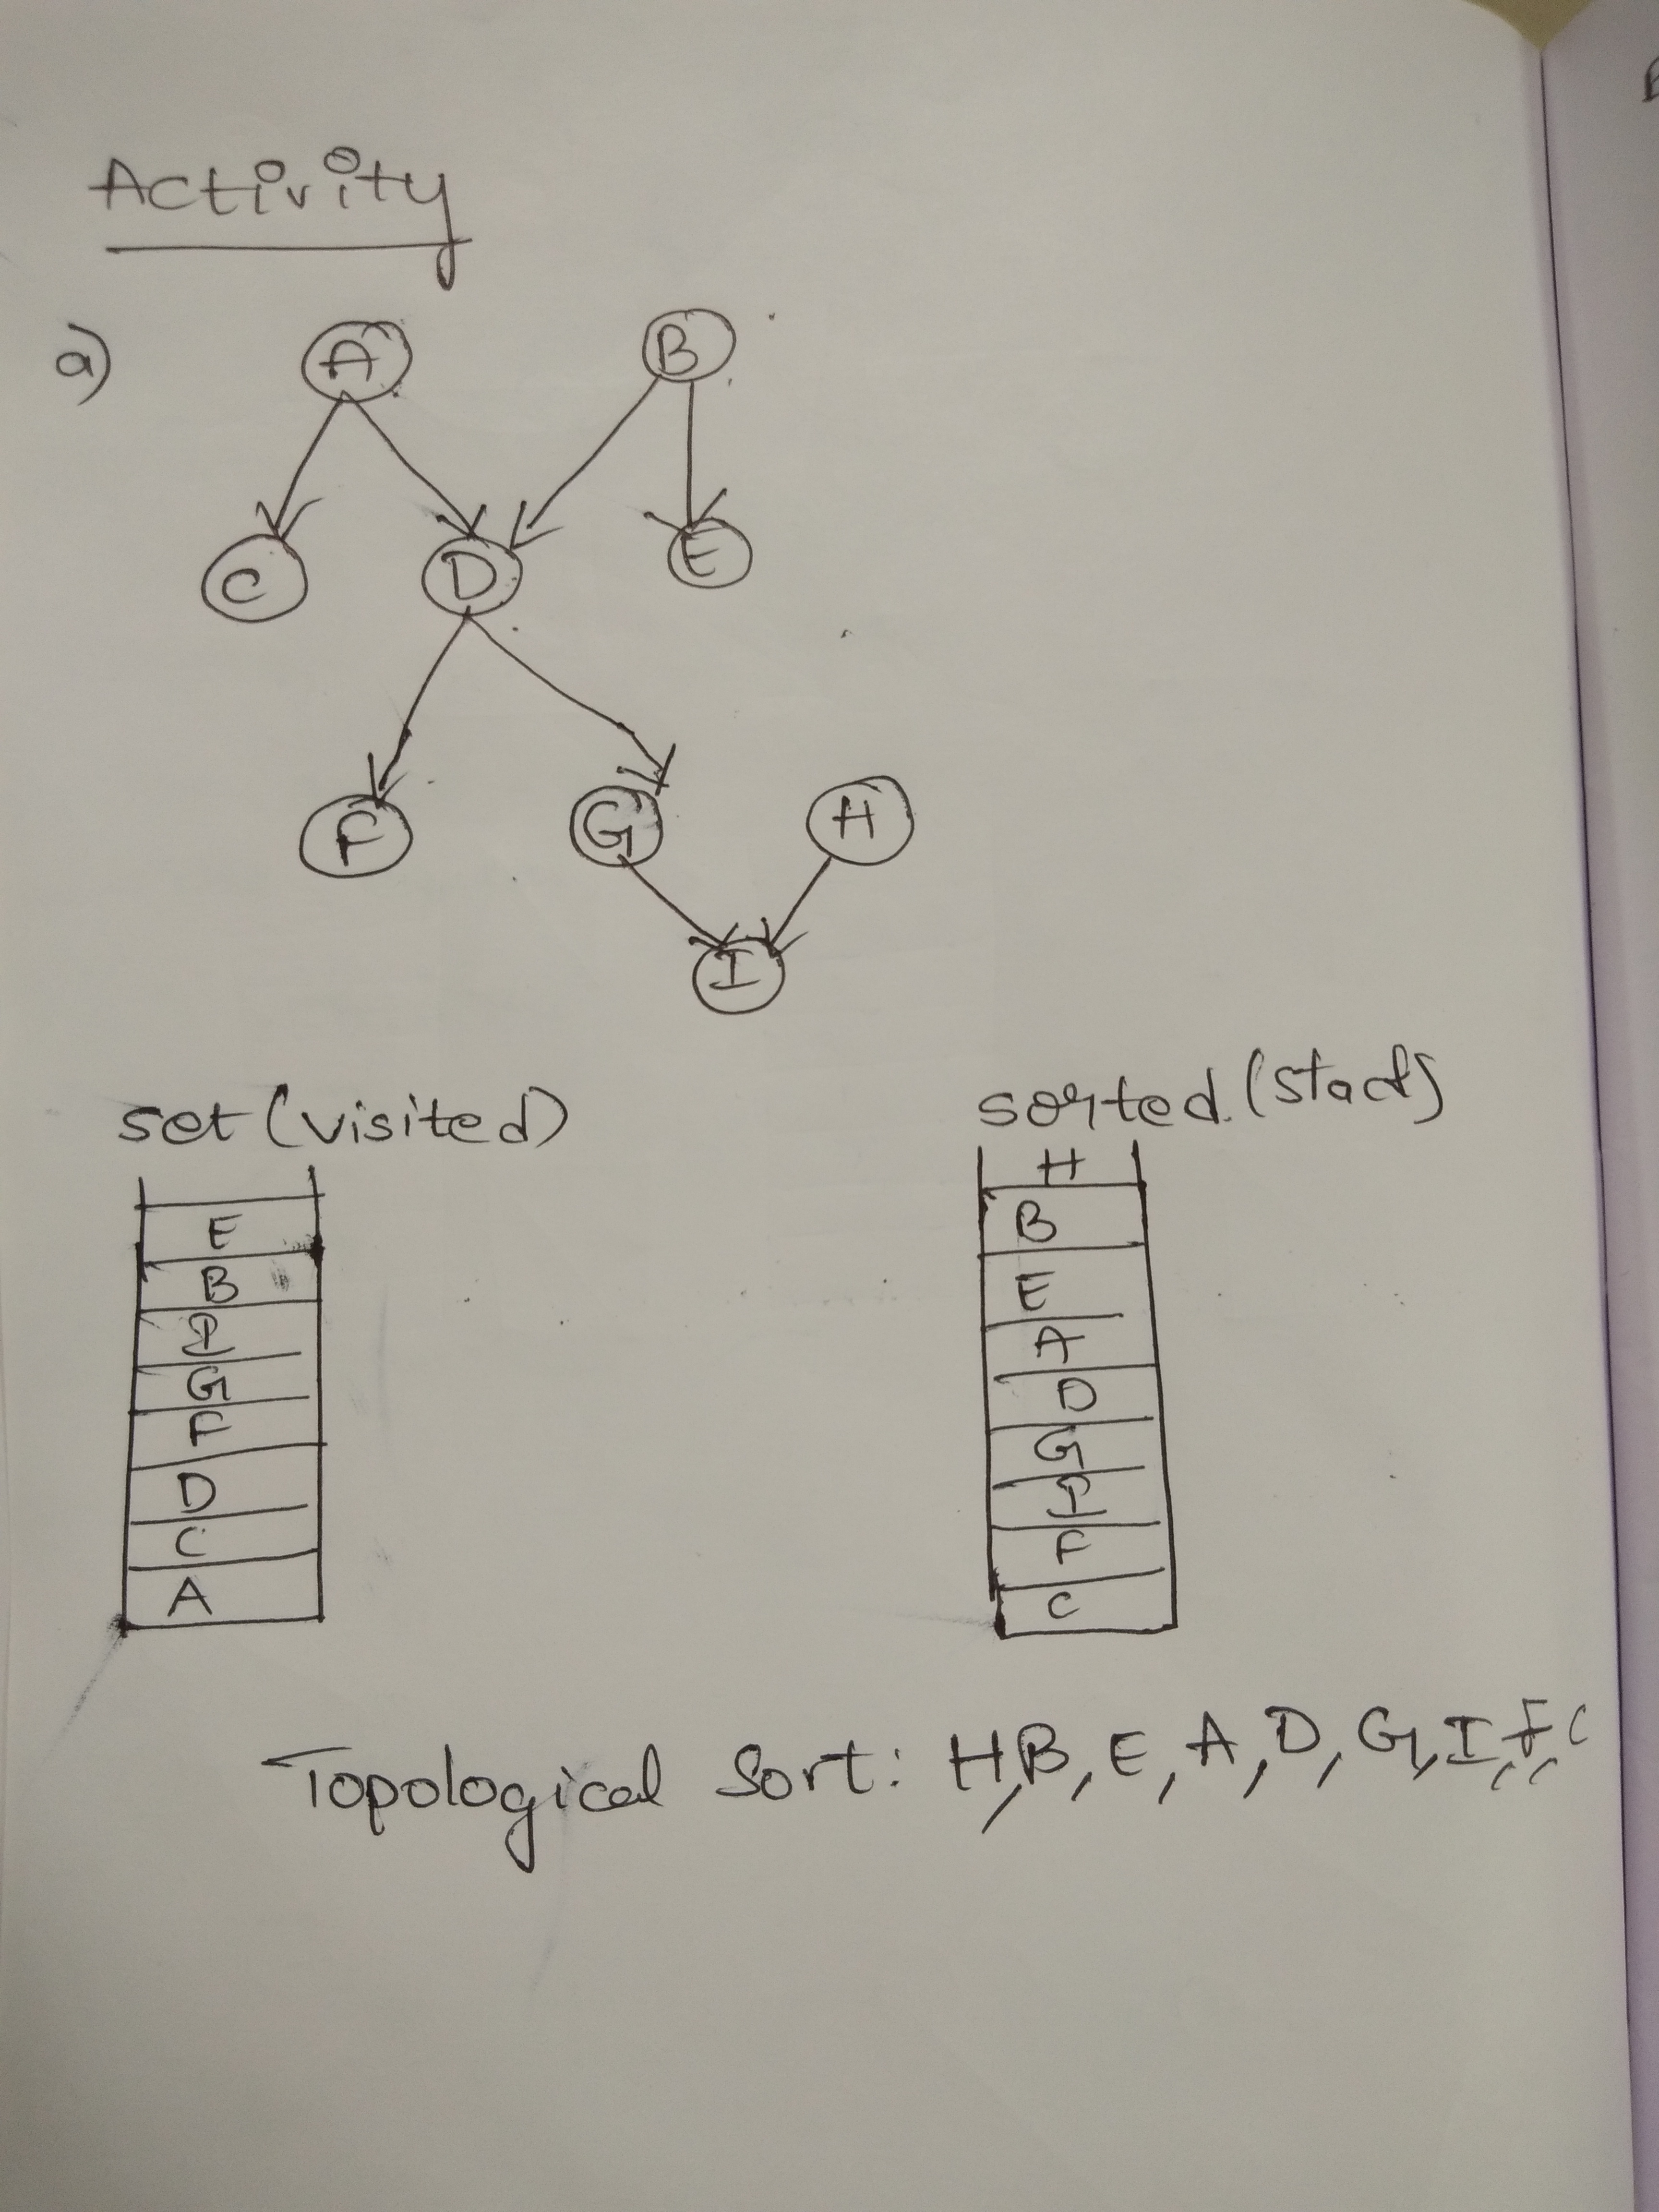 Activity
a)
A B
C D E
F G H
I
set (visited) sorted (stack)
H
E B
B E
I A
G D
F G
D I
C F
A C
Topological Sort: H, B, E, A, D, G, I, F, C